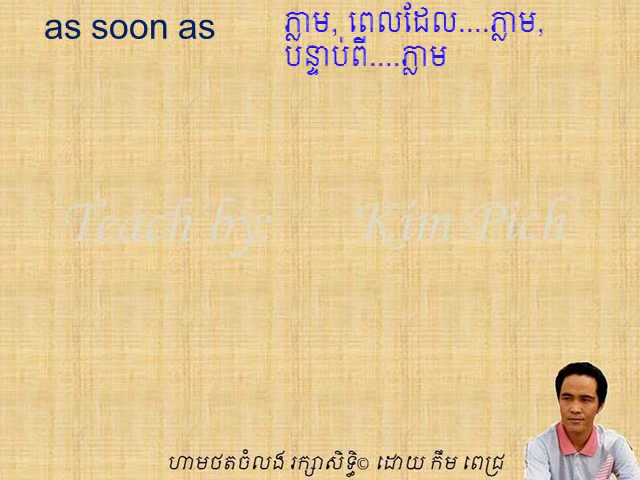 as soon as
ភ្លាម, ពេលដែល....ភ្លាម,
បន្ទាប់ពី....ភ្លាម
Teach by: Kim Pich
ហាមថតចំលង រក្សាសិទ្ធិ© ដោយ កឹម ពេជ្រ